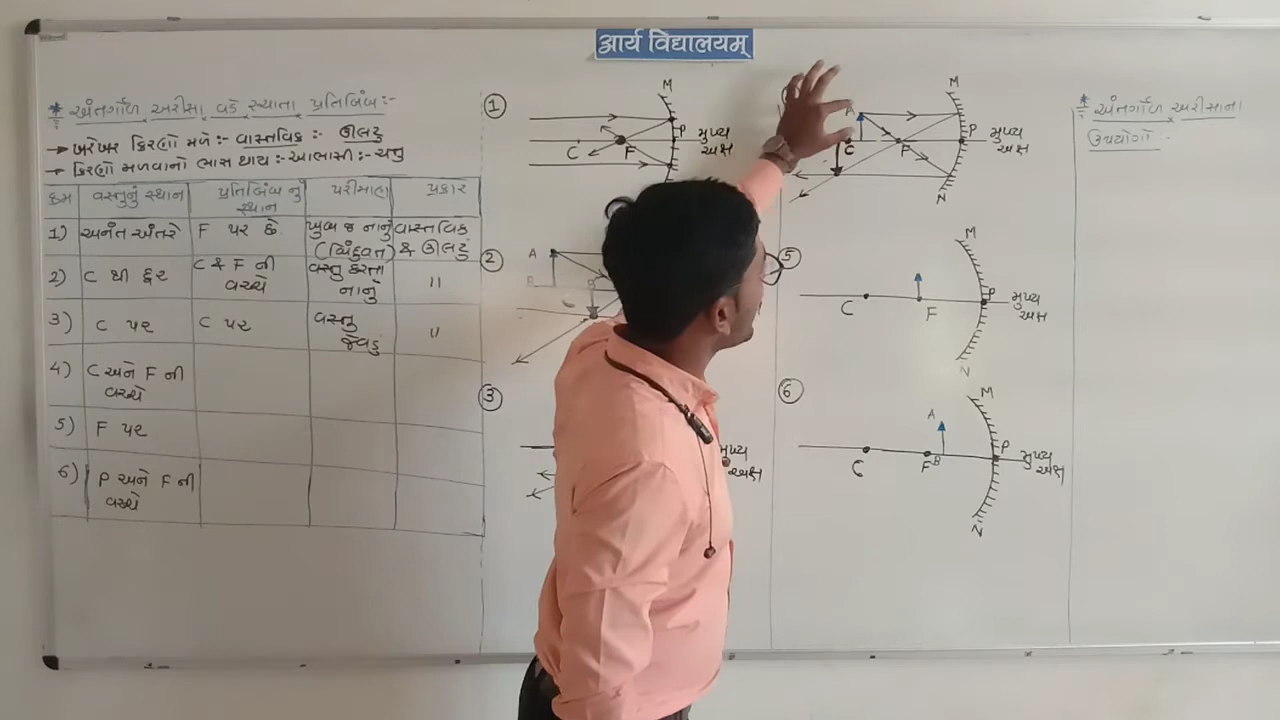 आर्य विद्यालयम्
* અંતર્ગોળ અરીસા વડે રચાતા પ્રતિબિંબ:-
→ ખરેખર કિરણો મળે :- વાસ્તવિક :- ઊલટું
→ કિરણો મળવાનો ભાસ થાય :- આભાસી :- ચત્તુ
ક્રમ વસ્તુનું સ્થાન પ્રતિબિંબ નું સ્થાન પરીમાણ પ્રકાર
1) અનંત અંતરે F પર છે ખુબ જ નાનું (બિંદુવત) વાસ્તવિક & ઊલટું
2) C થી દૂર C & F ની વચ્ચે વસ્તુ કરતા નાનું "
3) C પર C પર વસ્તુ જેવડું "
4) C અને F ની વચ્ચે
5) F પર
6) P અને F ની વચ્ચે
1
M
C F P મુખ્ય અક્ષ
2
A
B
3
મુખ્ય અક્ષ
A M
C F P મુખ્ય અક્ષ
N
5
M
C F P મુખ્ય અક્ષ
N
6
M
A
C F B P મુખ્ય અક્ષ
N
* અંતર્ગોળ અરીસાના
ઉપયોગો :-